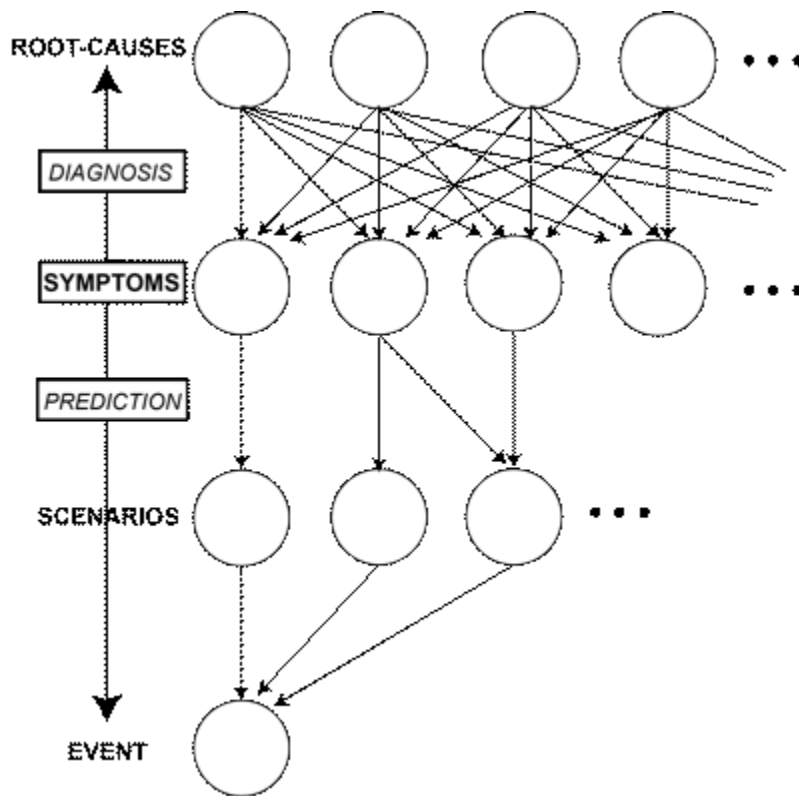 ROOT-CAUSES
DIAGNOSIS
SYMPTOMS
PREDICTION
SCENARIOS
EVENT